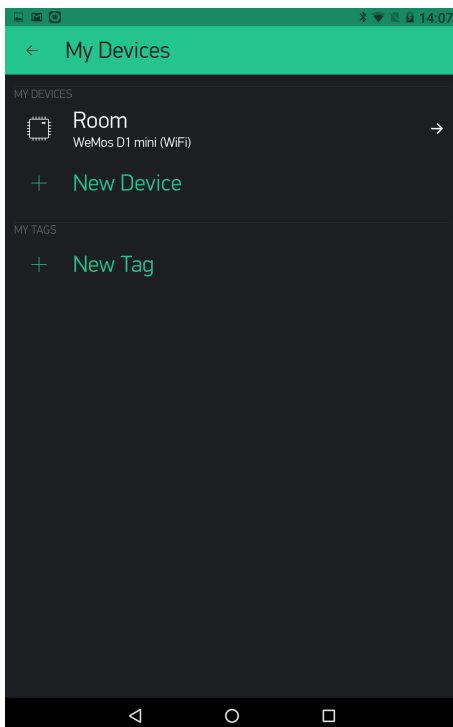 14:07
My Devices
MY DEVICES
Room
WeMos D1 mini (WiFi)
New Device
MY TAGS
New Tag